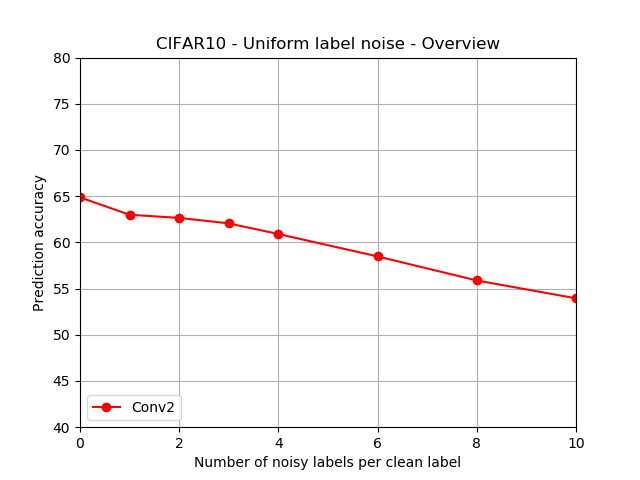 CIFAR10 - Uniform label noise - Overview
80
75
70
65
60
55
50
45
40
Prediction accuracy
Conv2
0 2 4 6 8 10
Number of noisy labels per clean label